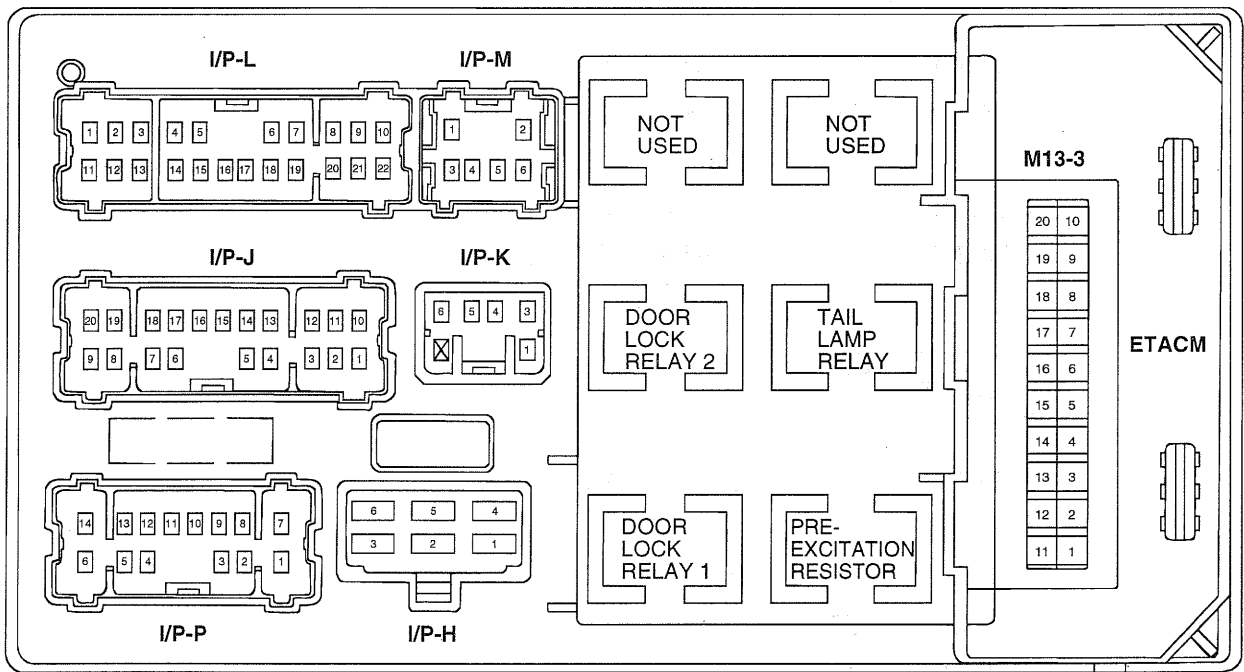 I/P-L
I/P-M
1 2 3 4 5 6 7 8 9 10
11 12 13 14 15 16 17 18 19 20 21 22
1 2
3 4 5 6
NOT
USED
NOT
USED
M13-3
20 10
19 9
18 8
17 7
16 6
15 5
14 4
13 3
12 2
11 1
ETACM
I/P-J
I/P-K
20 19 18 17 16 15 14 13 12 11 10
9 8 7 6 5 4 3 2 1
6 5 4 3
1
DOOR
LOCK
RELAY 2
TAIL
LAMP
RELAY
14 13 12 11 10 9 8 7
6 5 4 3 2 1
6 5 4
3 2 1
DOOR
LOCK
RELAY 1
PRE-
EXCITATION
RESISTOR
I/P-P
I/P-H